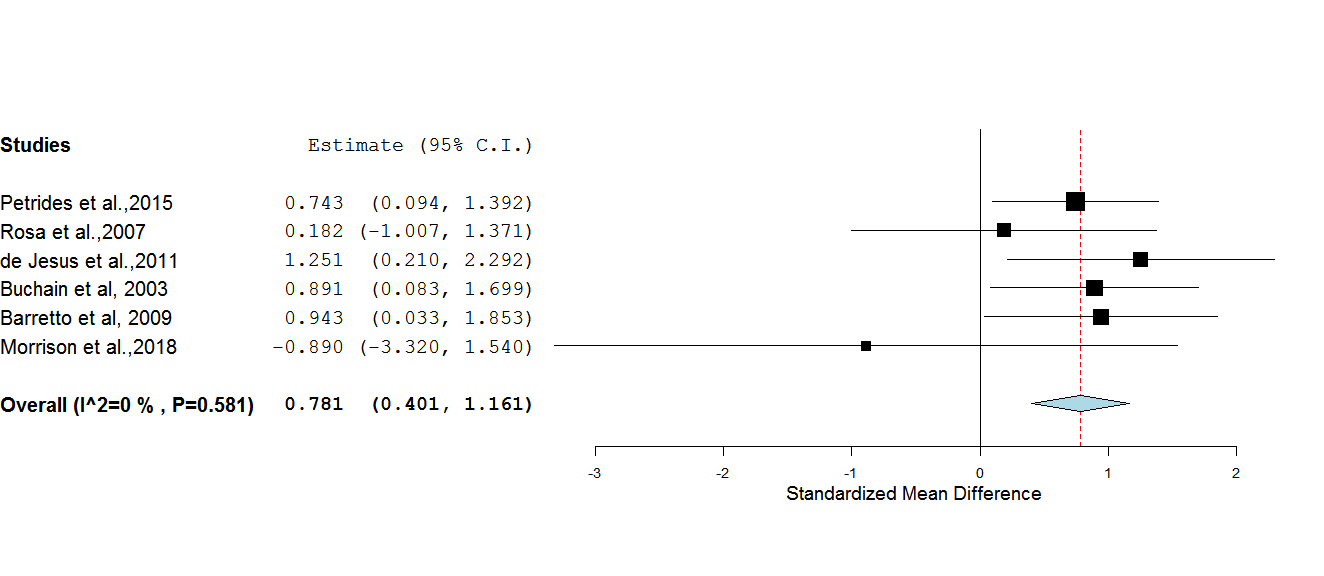 Studies Estimate (95% C.I.)
Petrides et al.,2015 0.743 (0.094, 1.392)
Rosa et al.,2007 0.182 (-1.007, 1.371)
de Jesus et al.,2011 1.251 (0.210, 2.292)
Buchain et al, 2003 0.891 (0.083, 1.699)
Barretto et al, 2009 0.943 (0.033, 1.853)
Morrison et al.,2018 -0.890 (-3.320, 1.540)
Overall (I^2=0 % , P=0.581) 0.781 (0.401, 1.161)
-3 -2 -1 0 1 2
Standardized Mean Difference